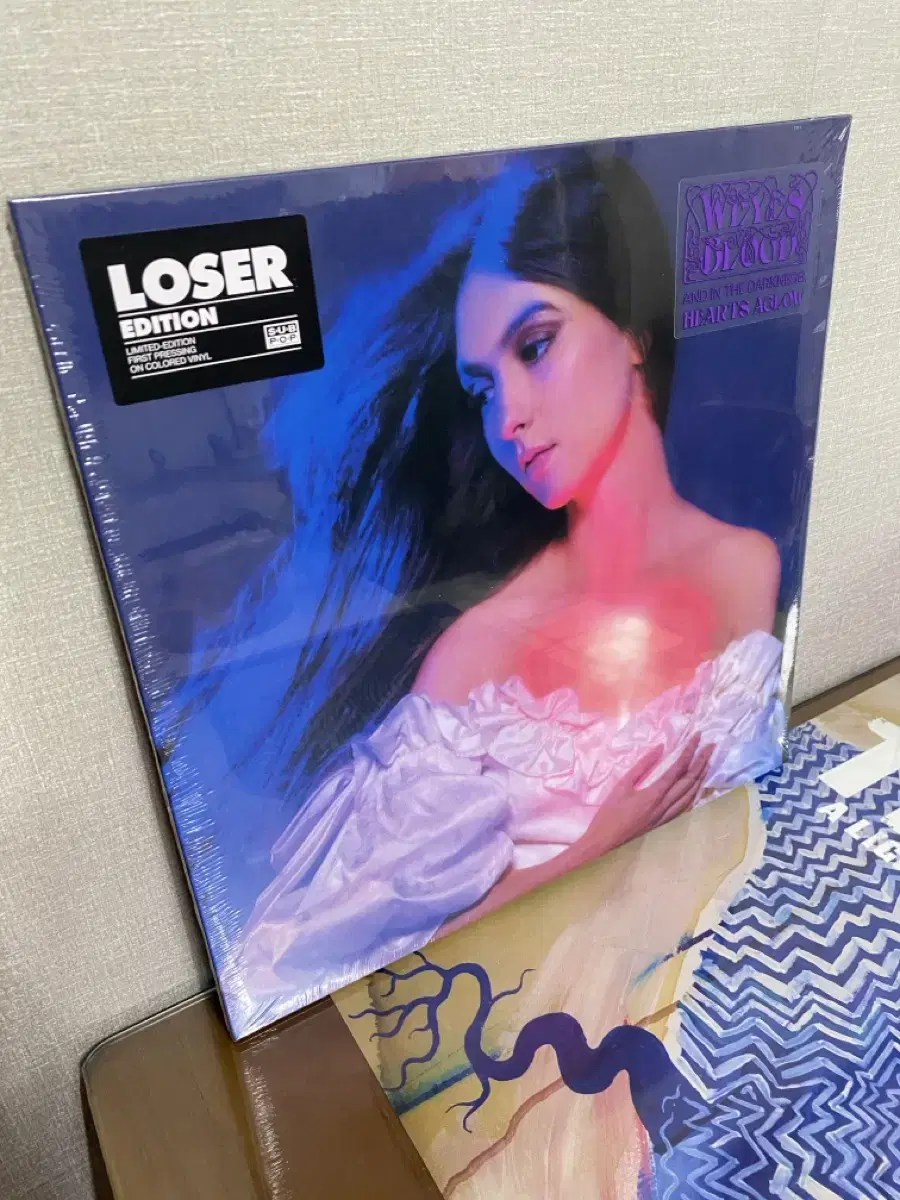 LOSER
EDITION
LIMITED-EDITION
FIRST PRESSING
ON COLORED VINYL
SUB
POP
WEYES
BLOOD
AND IN THE DARKNESS,
HEARTS AGLOW